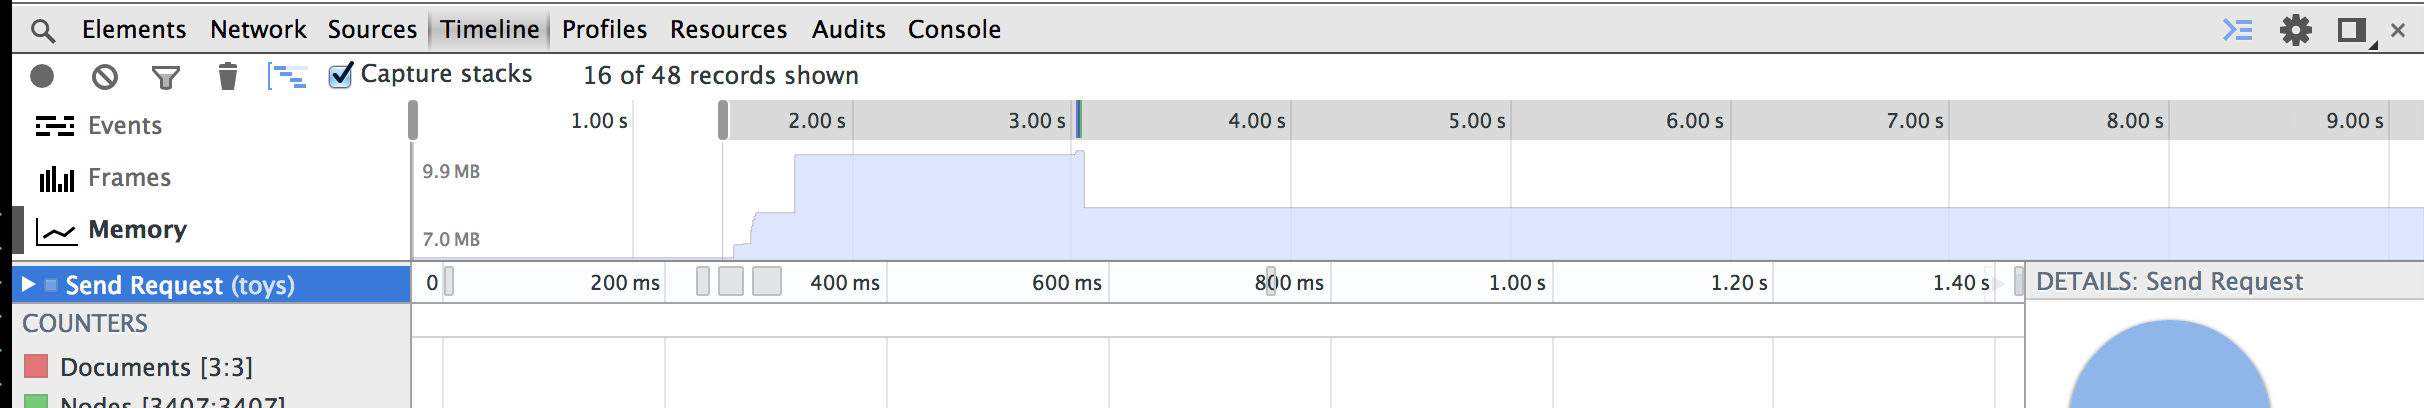 Elements Network Sources Timeline Profiles Resources Audits Console
Capture stacks 16 of 48 records shown
Events
Frames
Memory
1.00 s 2.00 s 3.00 s 4.00 s 5.00 s 6.00 s 7.00 s 8.00 s 9.00 s
9.9 MB
7.0 MB
Send Request (toys)
0 200 ms 400 ms 600 ms 800 ms 1.00 s 1.20 s 1.40 s
DETAILS: Send Request
COUNTERS
Documents [3:3]
Nodes [3407:3407]